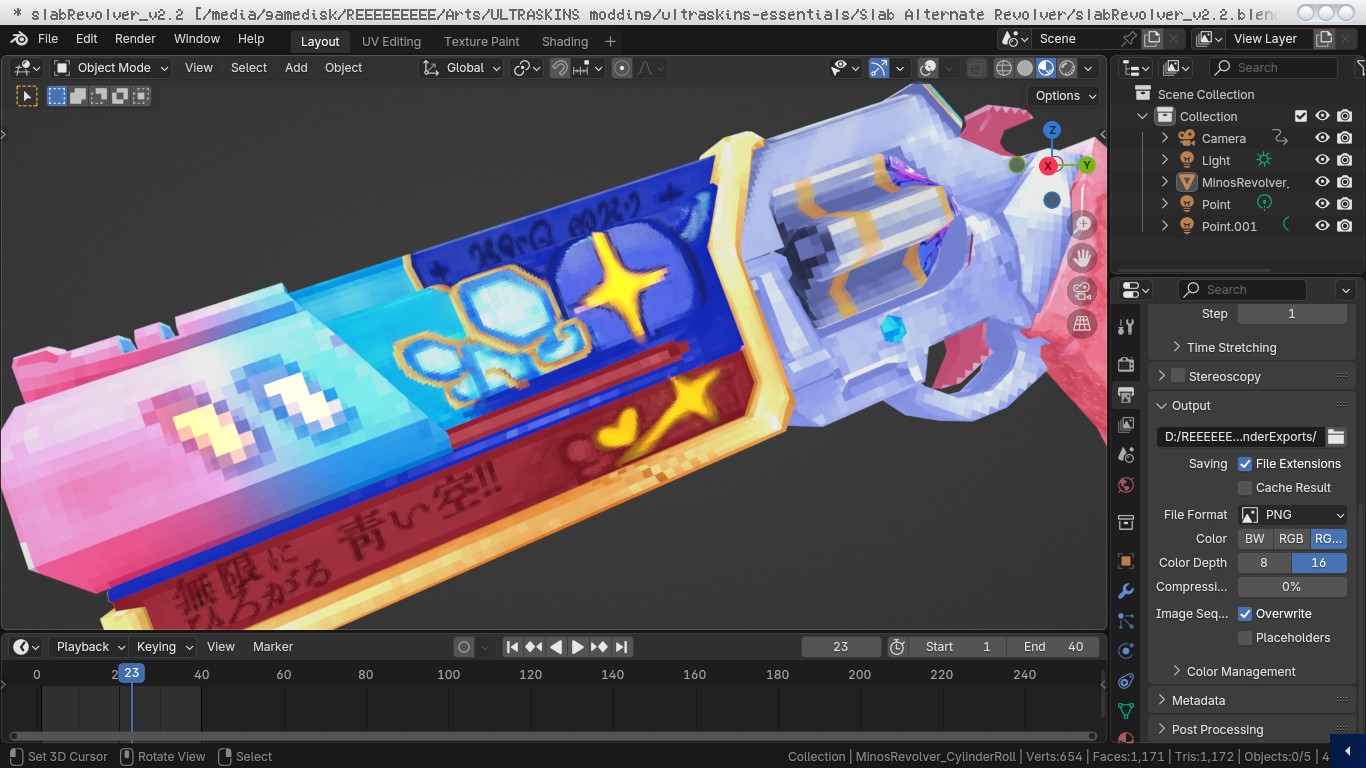 * slabRevolver_v2.2 [/media/gamedisk/REEEEEEEEE/Arts/ULTRASKINS modding/ultraskins-essentials/Slab Alternate Revolver/slabRevolver_v2.2.blen
File Edit Render Window Help Layout UV Editing Texture Paint Shading + Scene View Layer
Object Mode View Select Add Object Global Search
Options
Scene Collection
Collection
Camera
Light
MinosRevolver
Point
Point.001
Z
X Y
Search
Step 1
Time Stretching
Stereoscopy
Output
D:/REEEEEE...nderExports/
Saving File Extensions
Cache Result
File Format PNG
Color BW RGB RG...
Color Depth 8 16
Compressi... 0%
Image Seq... Overwrite
Placeholders
Color Management
Metadata
Post Processing
無限に
ひろがる
青い空!!
Playback Keying View Marker 23 Start 1 End 40
0 23 40 60 80 100 120 140 160 180 200 220 240
Set 3D Cursor Rotate View Select Collection | MinosRevolver_CylinderRoll | Verts:654 | Faces:1,171 | Tris:1,172 | Objects:0/5 | 4